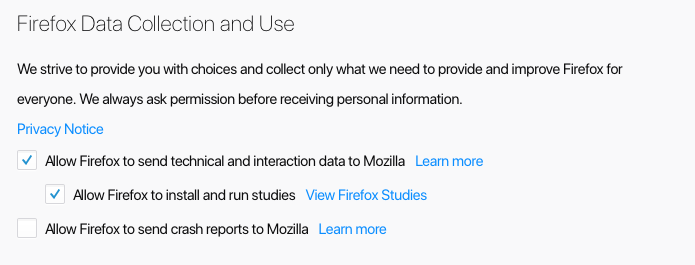 Firefox Data Collection and Use
We strive to provide you with choices and collect only what we need to provide and improve Firefox for
everyone. We always ask permission before receiving personal information.
Privacy Notice
Allow Firefox to send technical and interaction data to Mozilla Learn more
Allow Firefox to install and run studies View Firefox Studies
Allow Firefox to send crash reports to Mozilla Learn more